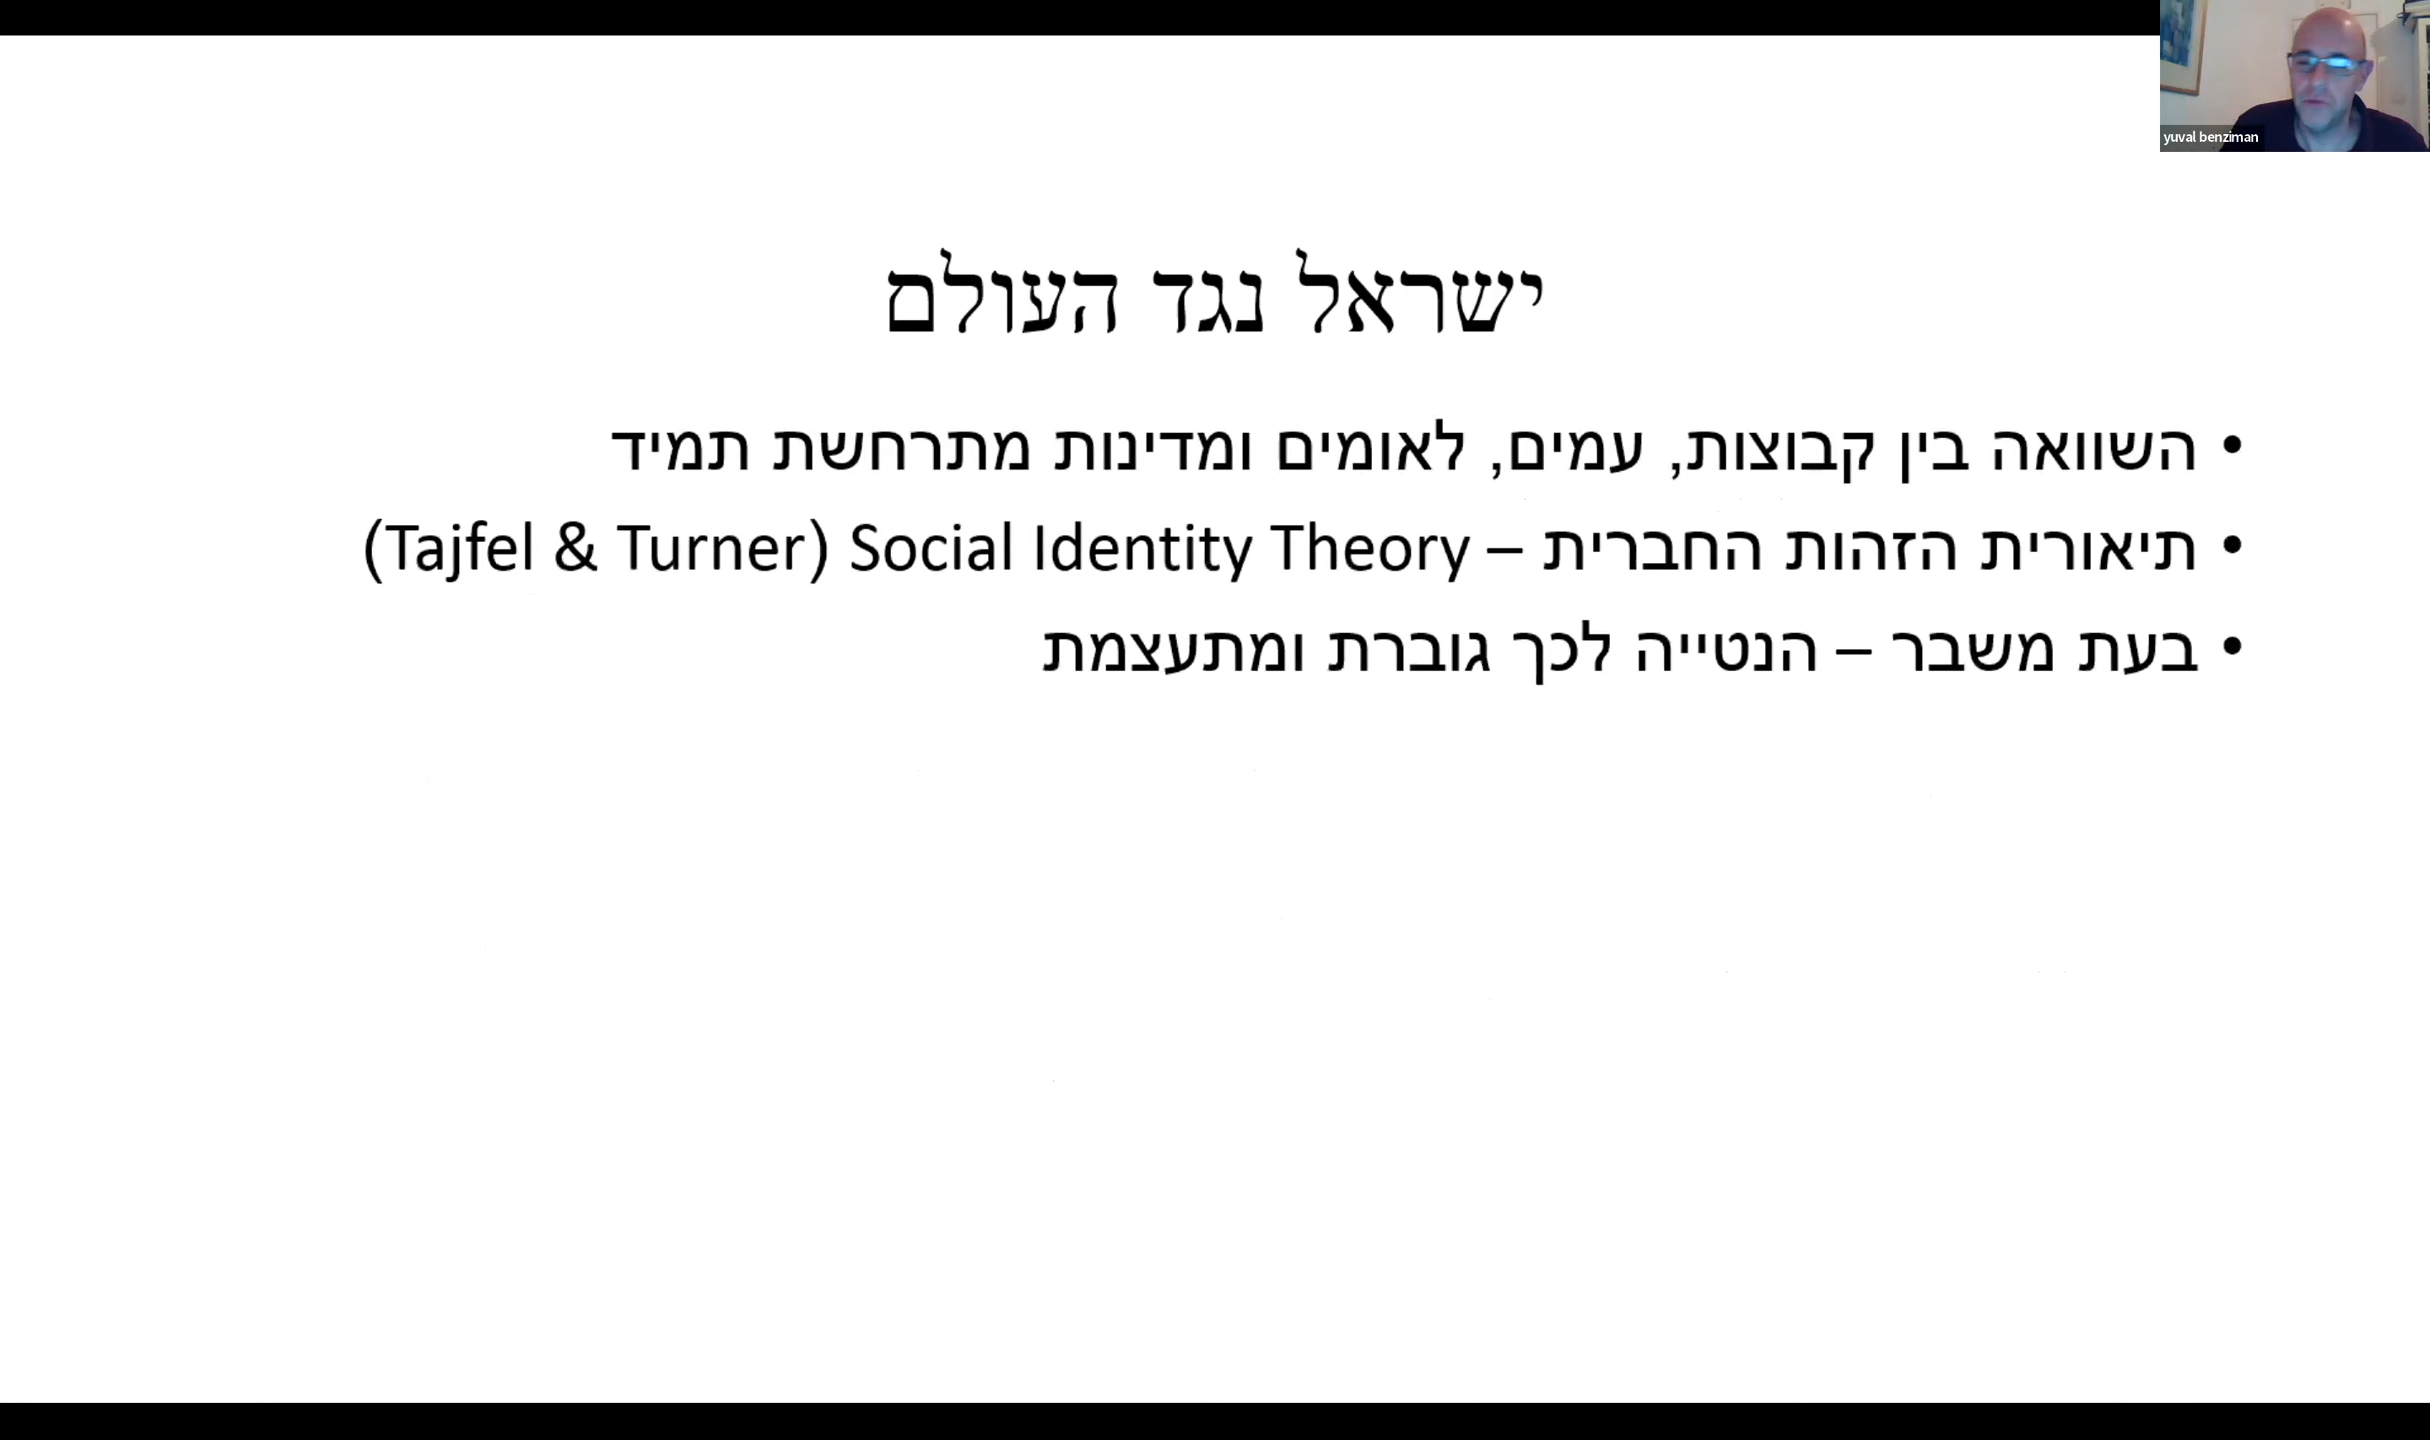 yuval benziman
ישראל נגד העולם
• השוואה בין קבוצות, עמים, לאומים ומדינות מתרחשת תמיד
• תיאורית הזהות החברית – Social Identity Theory (Tajfel & Turner)
• בעת משבר – הנטייה לכך גוברת ומתעצמת